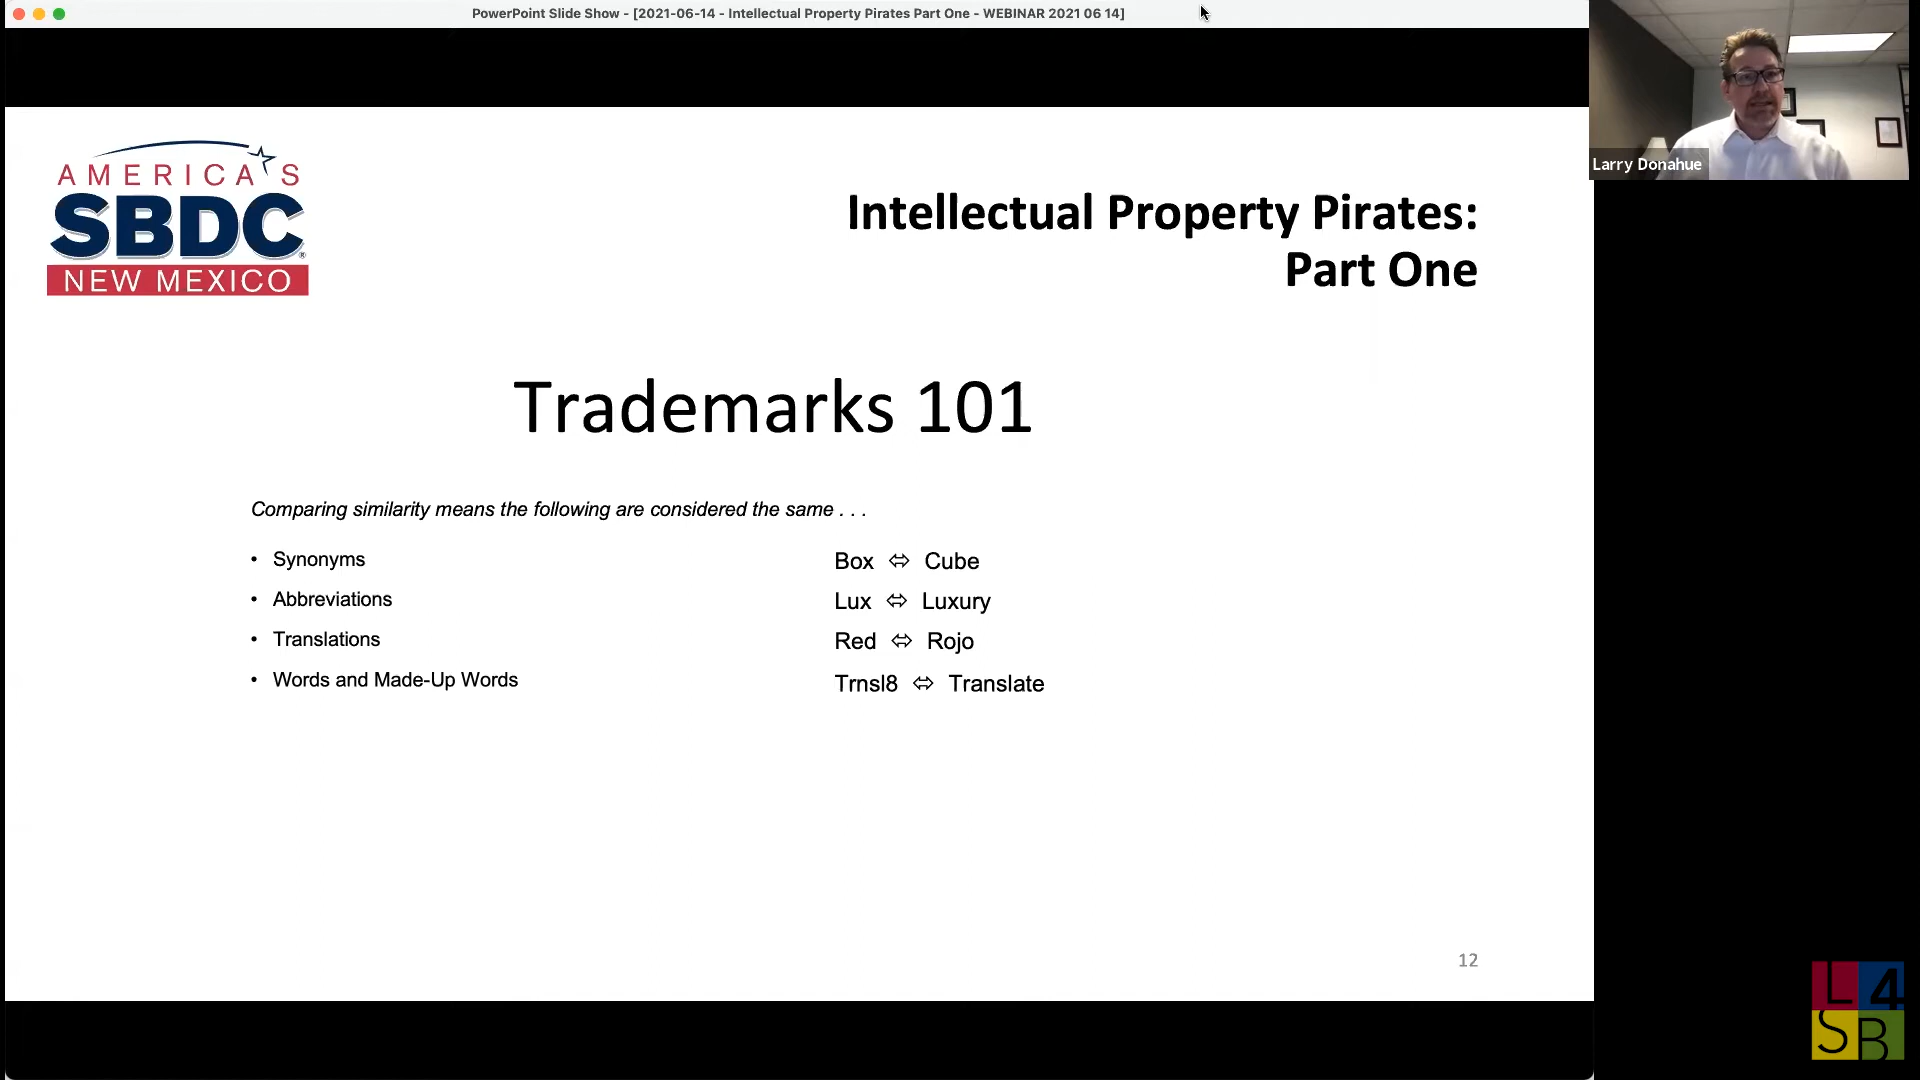 PowerPoint Slide Show - [2021-06-14 - Intellectual Property Pirates Part One - WEBINAR 2021 06 14]
Larry Donahue
AMERICA'S
SBDC®
NEW MEXICO
Intellectual Property Pirates:
Part One
Trademarks 101
Comparing similarity means the following are considered the same . . .
• Synonyms Box ⬄ Cube
• Abbreviations Lux ⬄ Luxury
• Translations Red ⬄ Rojo
• Words and Made-Up Words Trnsl8 ⬄ Translate
12
L4
SB